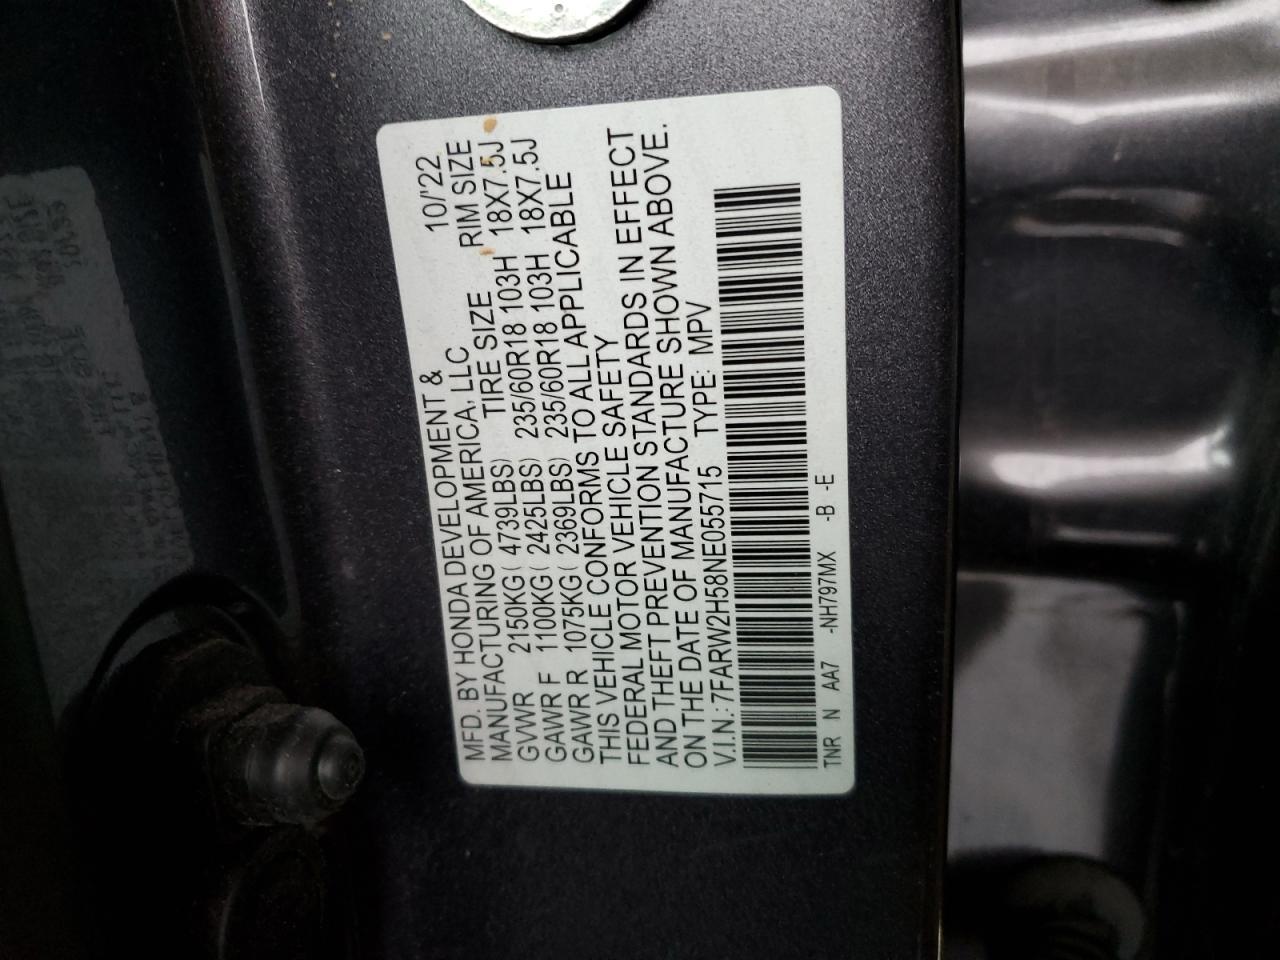 MFD. BY HONDA DEVELOPMENT &
MANUFACTURING OF AMERICA, LLC 10/'22
TIRE SIZE RIM SIZE
GVWR 2150KG( 4739LBS)
GAWR F 1100KG( 2425LBS) 235/60R18 103H 18X7.5J
GAWR R 1075KG( 2369LBS) 235/60R18 103H 18X7.5J
THIS VEHICLE CONFORMS TO ALL APPLICABLE
FEDERAL MOTOR VEHICLE SAFETY
AND THEFT PREVENTION STANDARDS IN EFFECT
ON THE DATE OF MANUFACTURE SHOWN ABOVE.
V.I.N.: 7FARW2H58NE055715 TYPE: MPV
TNR N AA7 -NH797MX -B -E